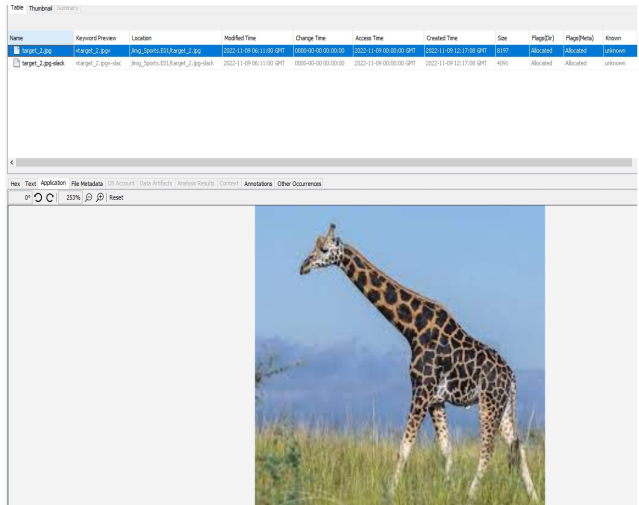 Table Thumbnail Summary
Name Keyword Preview Location Modified Time Change Time Access Time Created Time Size Flags(Dir) Flags(Meta) Known
target_2.jpg «target_2.jpg« /img_Sports.E01/target_2.jpg 2022-11-09 06:11:00 GMT 0000-00-00 00:00:00 2022-11-09 00:00:00 GMT 2022-11-09 12:17:08 GMT 8197 Allocated Allocated unknown
target_2.jpg-slack «target_2.jpg«-slac /img_Sports.E01/target_2.jpg-slack 2022-11-09 06:11:00 GMT 0000-00-00 00:00:00 2022-11-09 00:00:00 GMT 2022-11-09 12:17:08 GMT 4091 Allocated Allocated unknown
Hex Text Application File Metadata OS Account Data Artifacts Analysis Results Context Annotations Other Occurrences
0° 253% Reset